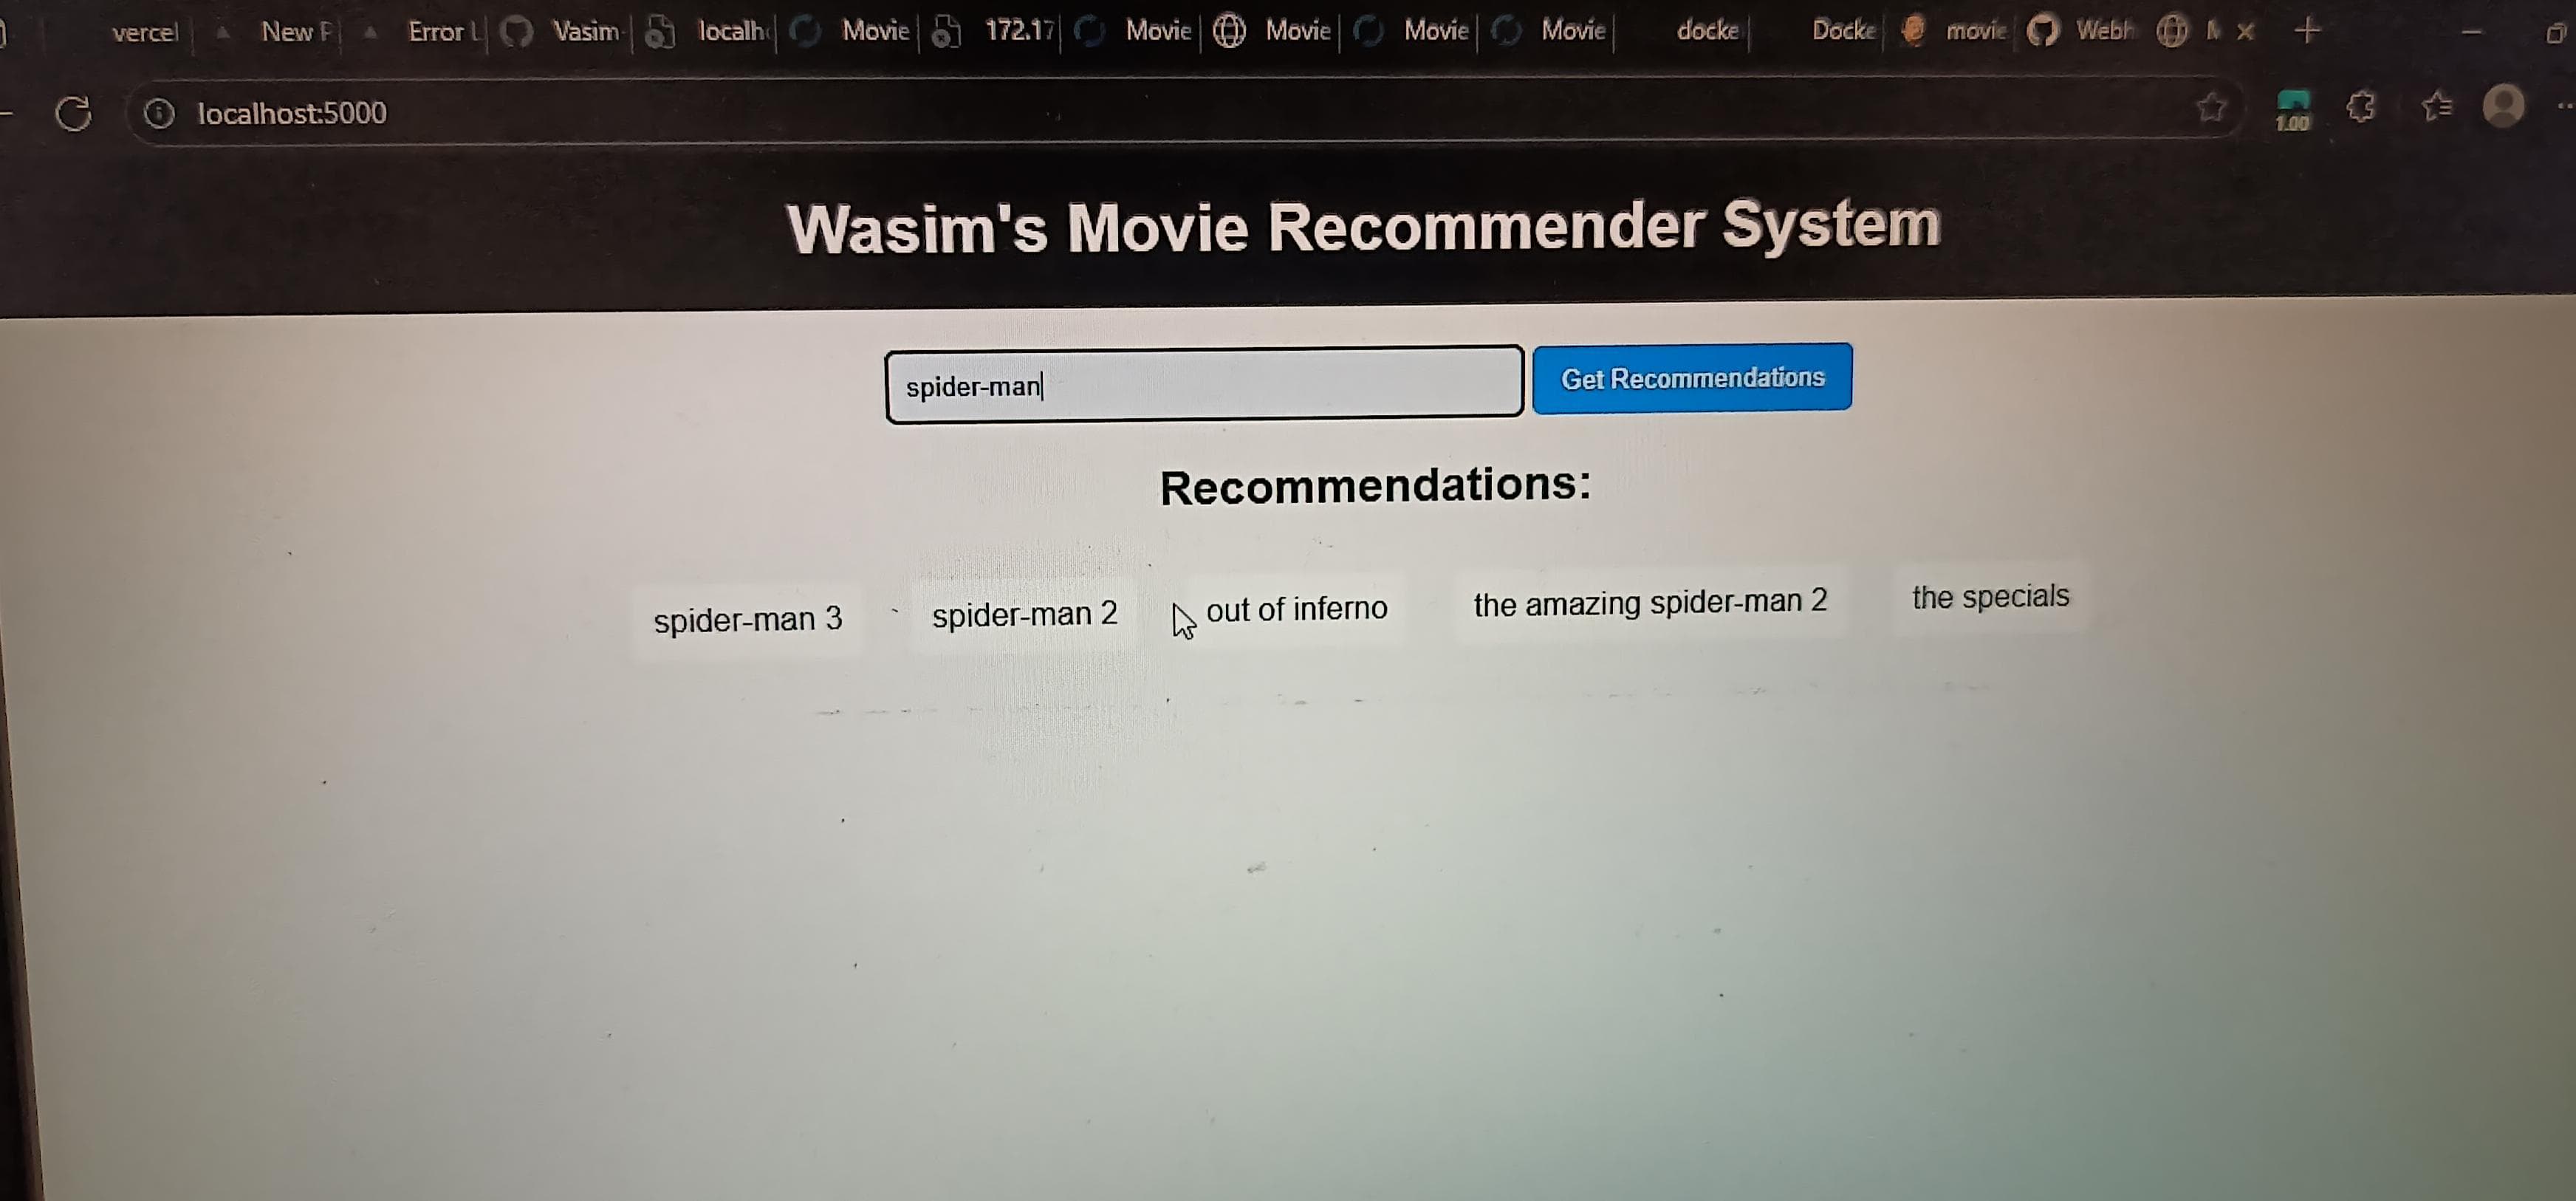 vercel New P Error L Vasim- localh Movie 172.17 Movie Movie Movie Movie docke Docke movie Webh M
localhost:5000
1.00
Wasim's Movie Recommender System
spider-man
Get Recommendations
Recommendations:
spider-man 3 spider-man 2 out of inferno the amazing spider-man 2 the specials